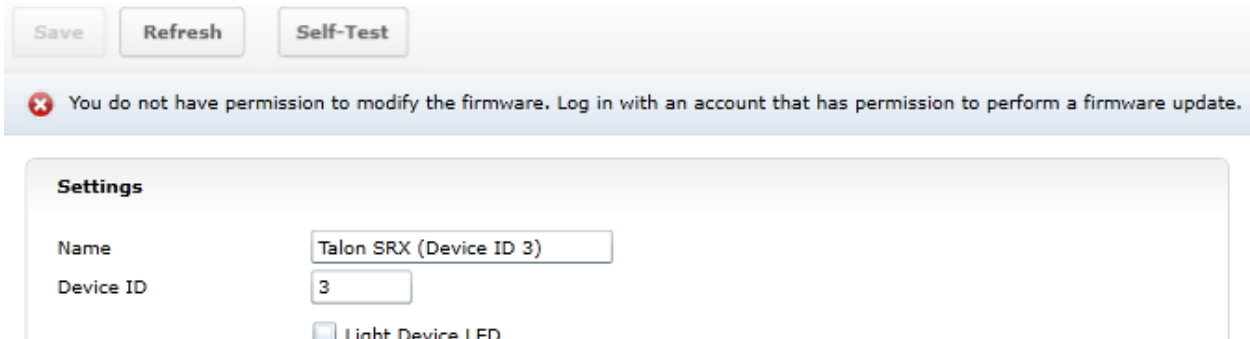 Save Refresh Self-Test
You do not have permission to modify the firmware. Log in with an account that has permission to perform a firmware update.
Settings
Name Talon SRX (Device ID 3)
Device ID 3
Light Device LED